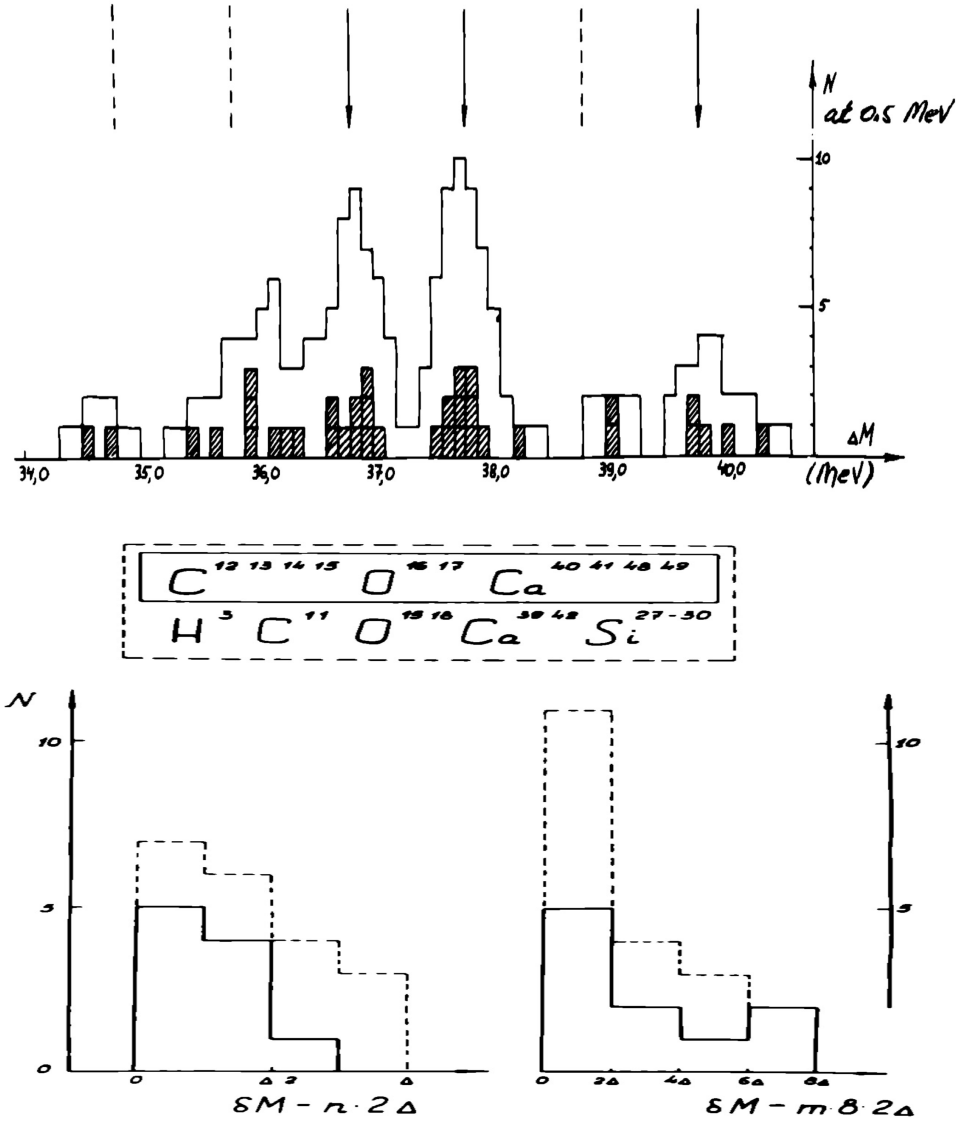 N
at 0.5 MeV
10
5
ΔM
34,0 35,0 36,0 37,0 38,0 39,0 40,0 (MeV)
C 12 13 14 15 O 16 17 Ca 40 41 48 49
H 3 C 11 O 15 18 Ca 39 42 Si 27-30
N
10 10
5 5
0
0 Δ 2 Δ 0 2Δ 4Δ 6Δ 8Δ
δM - n·2Δ δM - m·8·2Δ